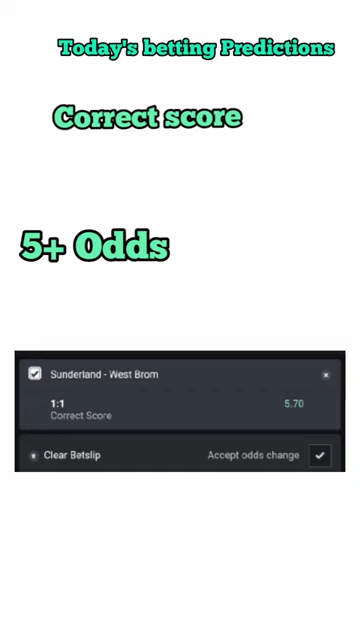 Today's betting Predictions
Correct score
5+ Odds
Sunderland - West Brom
1:1 5.70
Correct Score
Clear Betslip Accept odds change